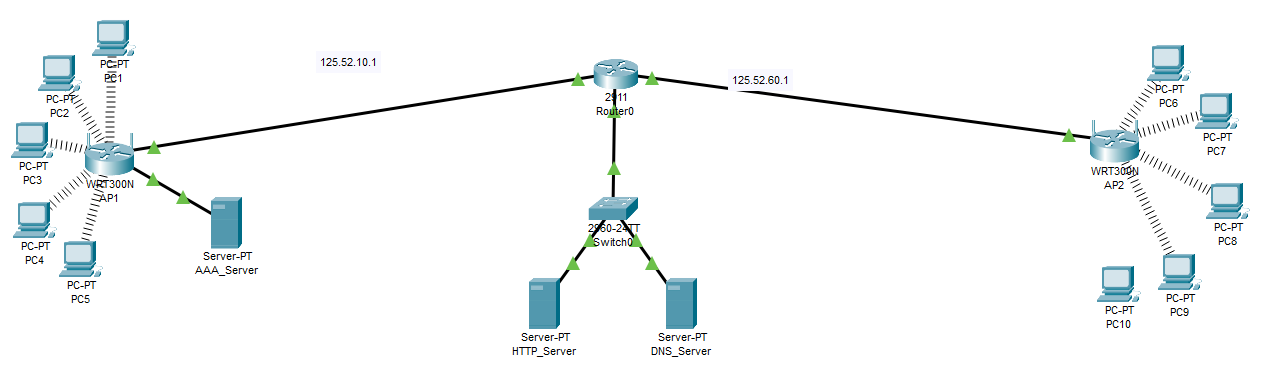 125.52.10.1
125.52.60.1
2911
Router0
PC-PT
PC1
PC-PT
PC2
PC-PT
PC3
PC-PT
PC4
PC-PT
PC5
WRT300N
AP1
Server-PT
AAA_Server
2960-24TT
Switch0
Server-PT
HTTP_Server
Server-PT
DNS_Server
WRT300N
AP2
PC-PT
PC6
PC-PT
PC7
PC-PT
PC8
PC-PT
PC9
PC-PT
PC10